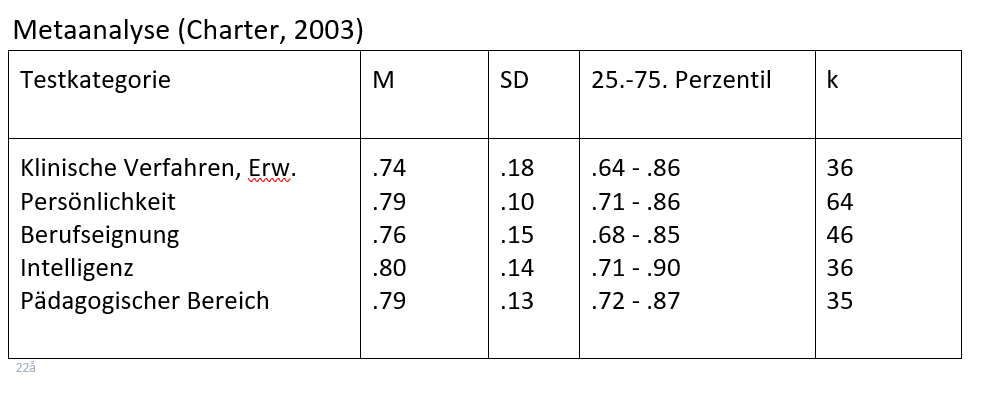 Metaanalyse (Charter, 2003)
Testkategorie M SD 25.-75. Perzentil k
Klinische Verfahren, Erw. .74 .18 .64 - .86 36
Persönlichkeit .79 .10 .71 - .86 64
Berufseignung .76 .15 .68 - .85 46
Intelligenz .80 .14 .71 - .90 36
Pädagogischer Bereich .79 .13 .72 - .87 35
22å